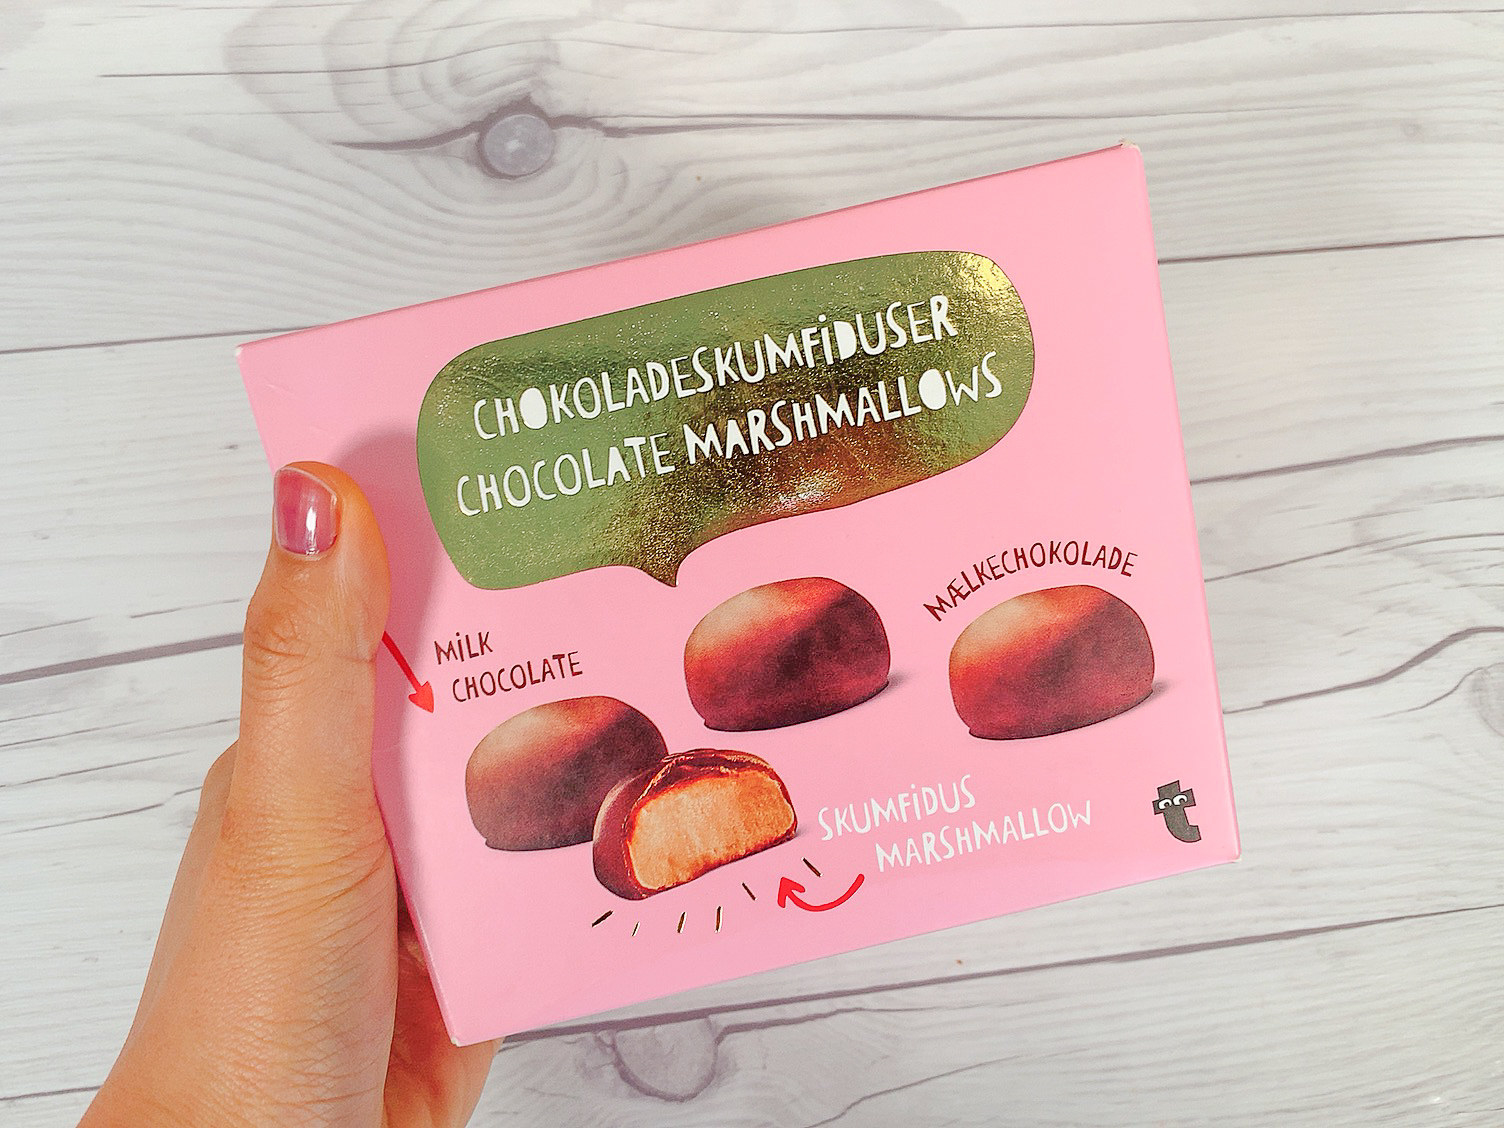 CHOKOLADESKUMFiDUSER
CHOCOLATE MARSHMALLOWS
MÆLKECHOKOLADE
MiLK
CHOCOLATE
SKUMFiDUS
MARSHMALLOW
t